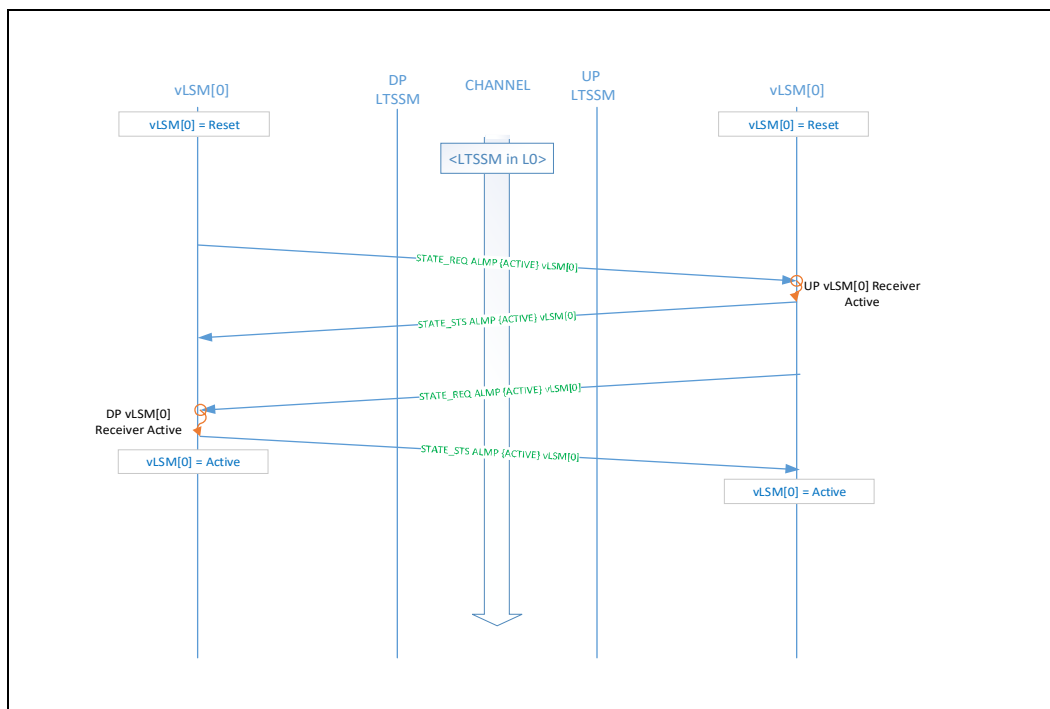 vLSM[0]
DP
LTSSM
CHANNEL
UP
LTSSM
vLSM[0]
vLSM[0] = Reset
vLSM[0] = Reset
<LTSSM in L0>
STATE_REQ ALMP {ACTIVE} vLSM[0]
UP vLSM[0] Receiver
Active
STATE_STS ALMP {ACTIVE} vLSM[0]
STATE_REQ ALMP {ACTIVE} vLSM[0]
DP vLSM[0]
Receiver Active
STATE_STS ALMP {ACTIVE} vLSM[0]
vLSM[0] = Active
vLSM[0] = Active